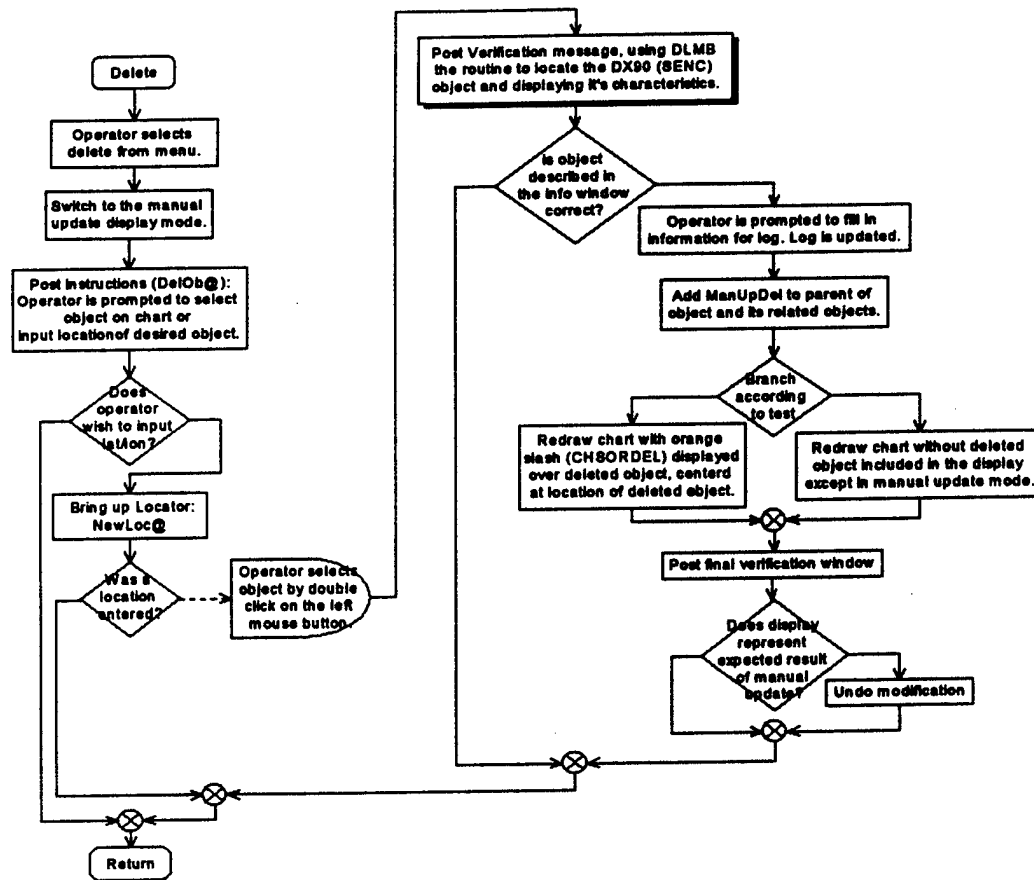 Delete
Operator selects
delete from menu.
Switch to the manual
update display mode.
Post Instructions (DelOb@):
Operator is prompted to select
object on chart or
input locationof desired object.
Does
operator
wish to input
lat/lon?
Bring up Locator:
NewLoc@
Was a
location
entered?
Operator selects
object by double
click on the left
mouse button.
Post Verification message, using DLMB
the routine to locate the DX90 (SENC)
object and displaying it's characteristics.
Is object
described in
the info window
correct?
Operator is prompted to fill in
information for log. Log is updated.
Add ManUpDel to parent of
object and its related objects.
Branch
according
to test
Redraw chart with orange
slash (CHSORDEL) displayed
over deleted object, centerd
at location of deleted object.
Redraw chart without deleted
object included in the display
except in manual update mode.
Post final verification window
Does display
represent
expected result
of manual
update?
Undo modification
Return